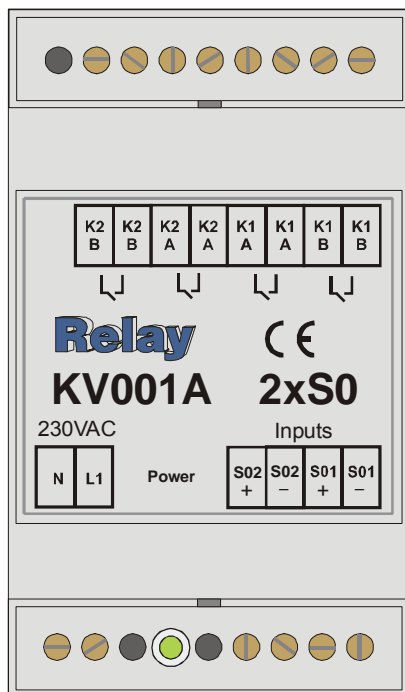 K2 K2 K2 K2 K1 K1 K1 K1
B B A A A A B B
Relay CE
KV001A 2xS0
230VAC Inputs
N L1 Power S02 S02 S01 S01
+ − + −